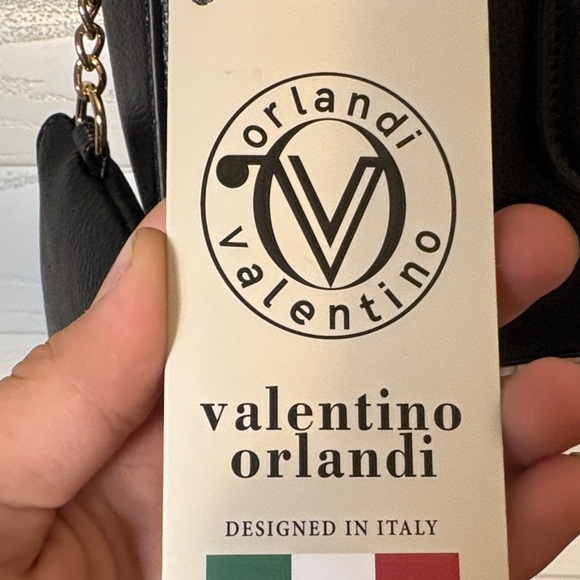 orlandi
V
valentino
valentino
orlandi
DESIGNED IN ITALY